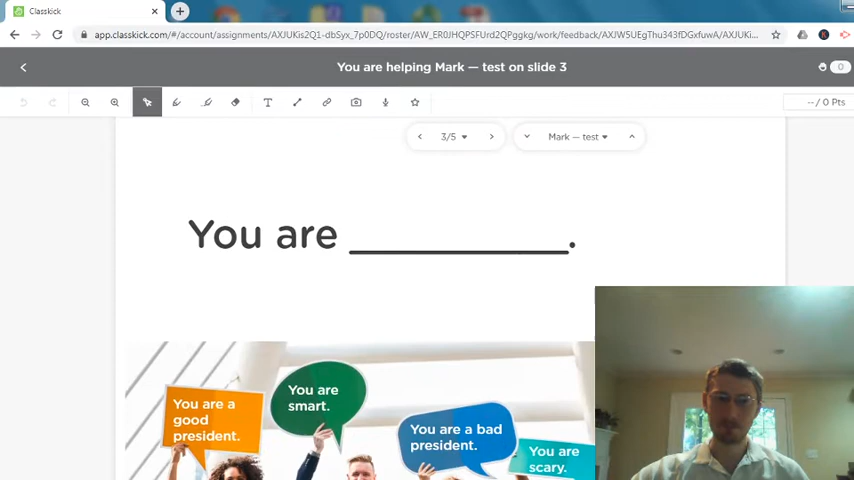 Classkick
app.classkick.com/#/account/assignments/AXJUKis2Q1-dbSyx_7p0DQ/roster/AW_ER0JHQPSFUrd2QPggkg/work/feedback/AXJW5UEgThu343fDGxfuwA/AXJUKi...
You are helping Mark — test on slide 3
0
T
-- / 0 Pts
3/5
Mark — test
You are __________.
You are a
good
president.
You are
smart.
You are a bad
president.
You are
scary.